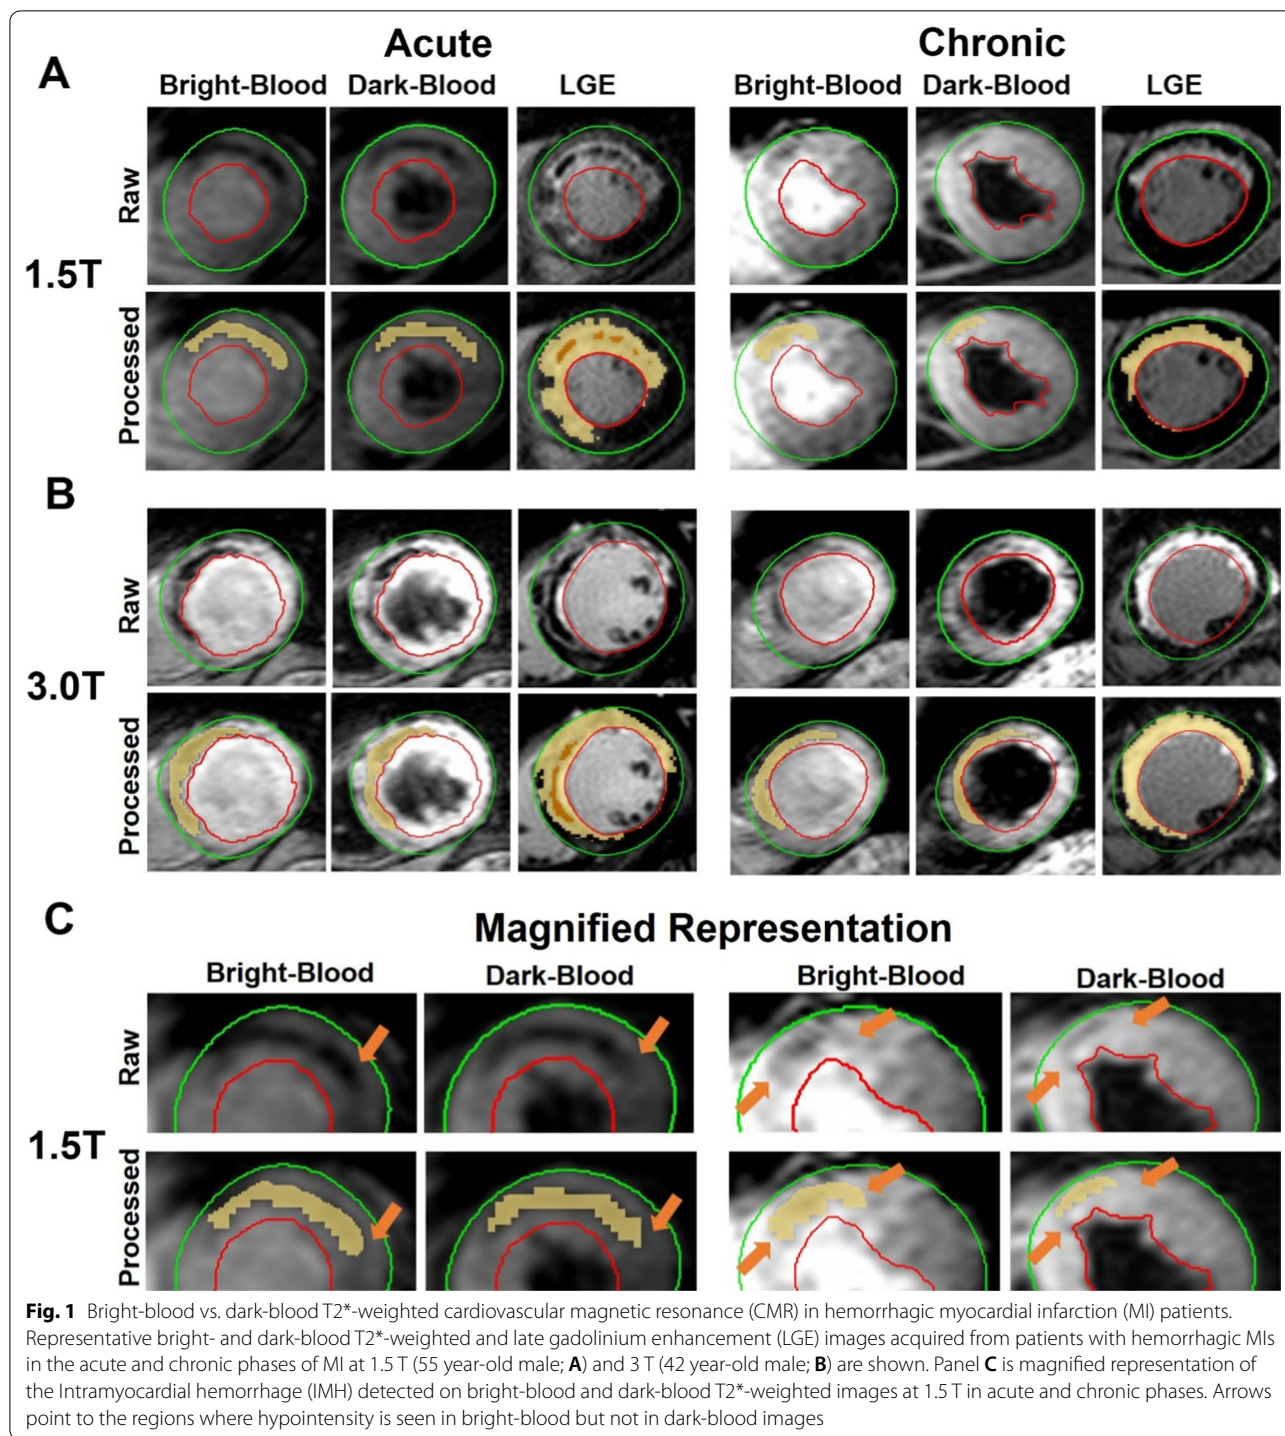 Acute Chronic
A
Bright-Blood Dark-Blood LGE Bright-Blood Dark-Blood LGE
Raw
1.5T
Processed
B
Raw
3.0T
Processed
C
Magnified Representation
Bright-Blood Dark-Blood Bright-Blood Dark-Blood
Raw
1.5T
Processed
Fig. 1 Bright-blood vs. dark-blood T2*-weighted cardiovascular magnetic resonance (CMR) in hemorrhagic myocardial infarction (MI) patients.
Representative bright- and dark-blood T2*-weighted and late gadolinium enhancement (LGE) images acquired from patients with hemorrhagic MIs
in the acute and chronic phases of MI at 1.5 T (55 year-old male; A) and 3 T (42 year-old male; B) are shown. Panel C is magnified representation of
the Intramyocardial hemorrhage (IMH) detected on bright-blood and dark-blood T2*-weighted images at 1.5 T in acute and chronic phases. Arrows
point to the regions where hypointensity is seen in bright-blood but not in dark-blood images